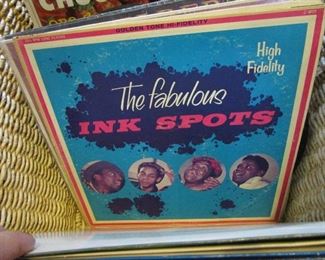 GOLDEN TONE HI-FIDELITY
High
Fidelity
The fabulous
INK SPOTS